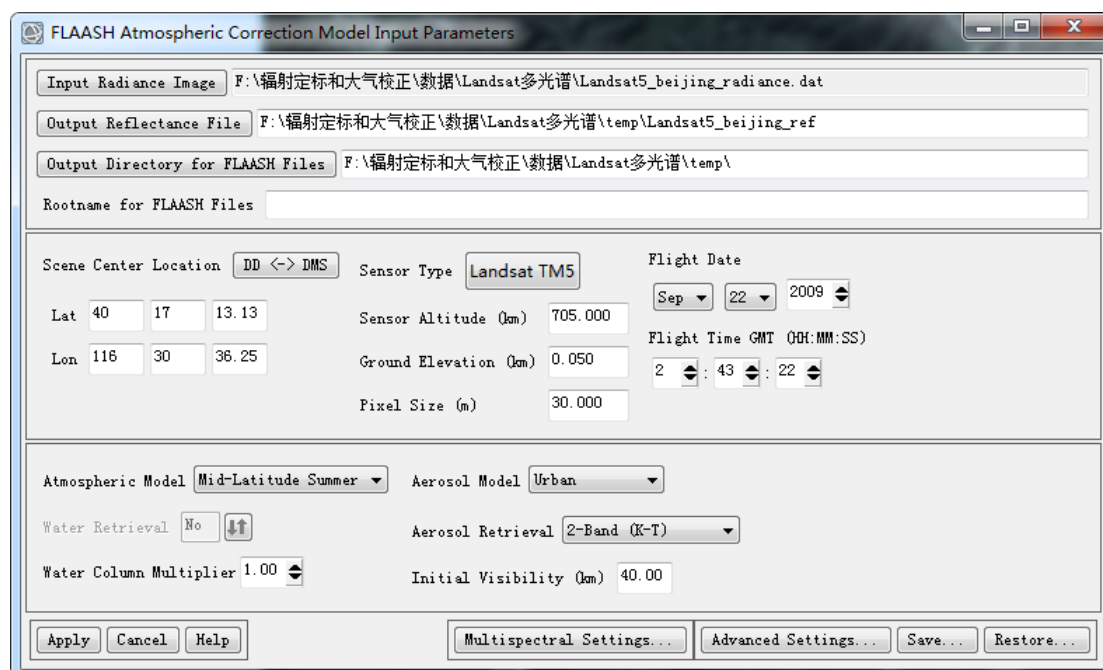 FLAASH Atmospheric Correction Model Input Parameters
Input Radiance Image F:\辐射定标和大气校正\数据\Landsat多光谱\Landsat5_beijing_radiance.dat
Output Reflectance File F:\辐射定标和大气校正\数据\Landsat多光谱\temp\Landsat5_beijing_ref
Output Directory for FLAASH Files F:\辐射定标和大气校正\数据\Landsat多光谱\temp\
Rootname for FLAASH Files
Scene Center Location DD <-> DMS
Lat 40 17 13.13
Lon 116 30 36.25
Sensor Type Landsat TM5
Sensor Altitude (km) 705.000
Ground Elevation (km) 0.050
Pixel Size (m) 30.000
Flight Date
Sep 22 2009
Flight Time GMT (HH:MM:SS)
2 : 43 : 22
Atmospheric Model Mid-Latitude Summer
Water Retrieval No
Water Column Multiplier 1.00
Aerosol Model Urban
Aerosol Retrieval 2-Band (K-T)
Initial Visibility (km) 40.00
Apply Cancel Help Multispectral Settings... Advanced Settings... Save... Restore...